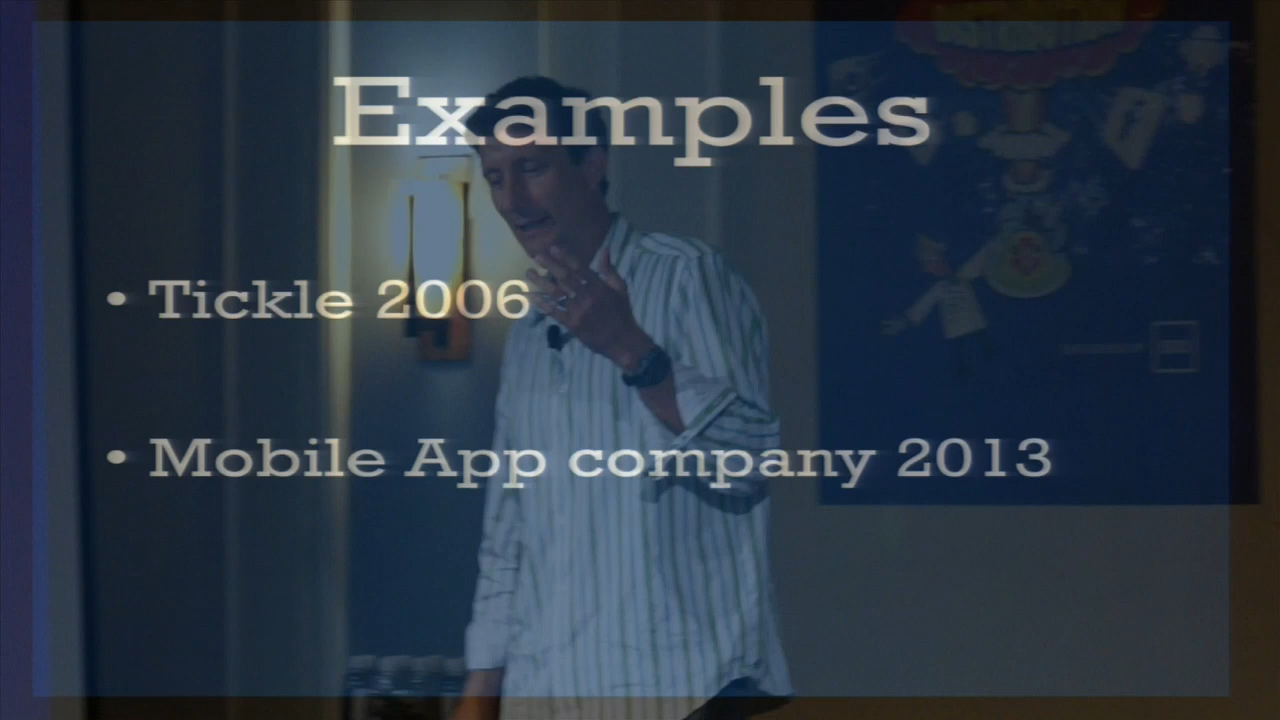 Examples
• Tickle 2006
• Mobile App company 2013